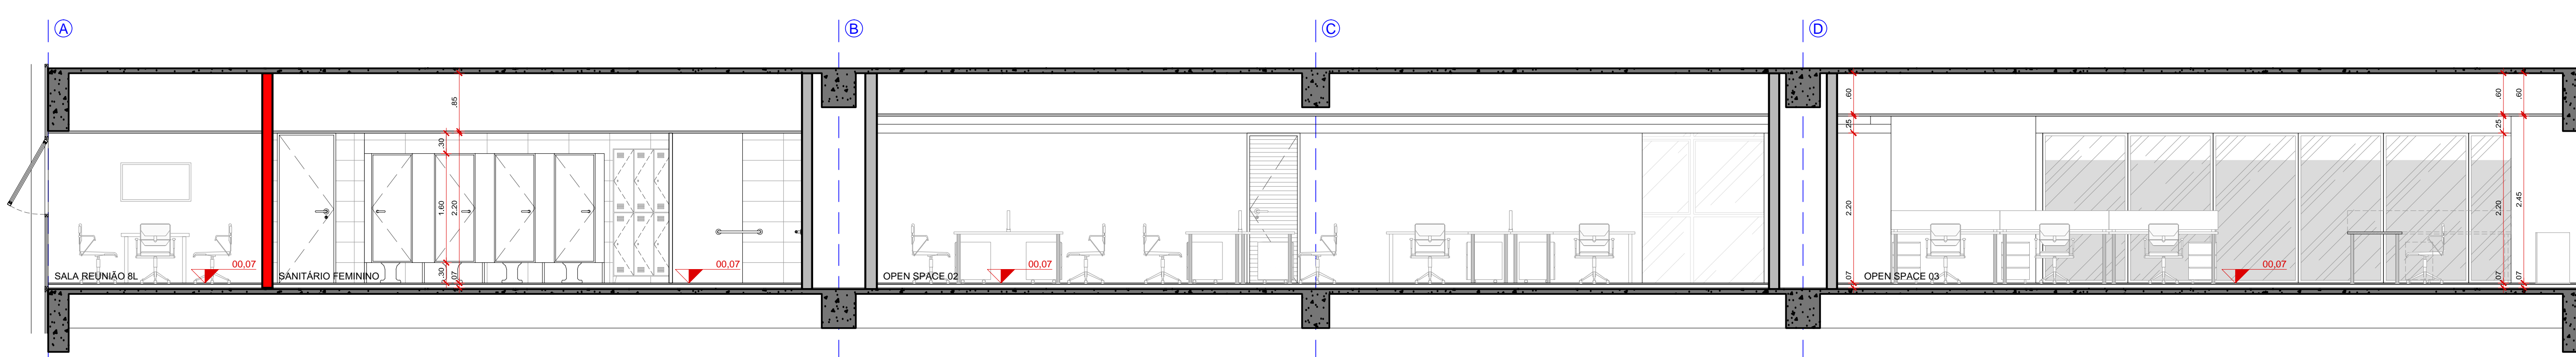 A
B
C
D
.85
.30
1.60
2.20
.30
.07
SALA REUNIÃO 8L
00,07
SANITÁRIO FEMININO
00,07
OPEN SPACE 02
00,07
.60
.25
2.20
.07
OPEN SPACE 03
00,07
.60
.25
2.20
.07
.60
2.45
.07